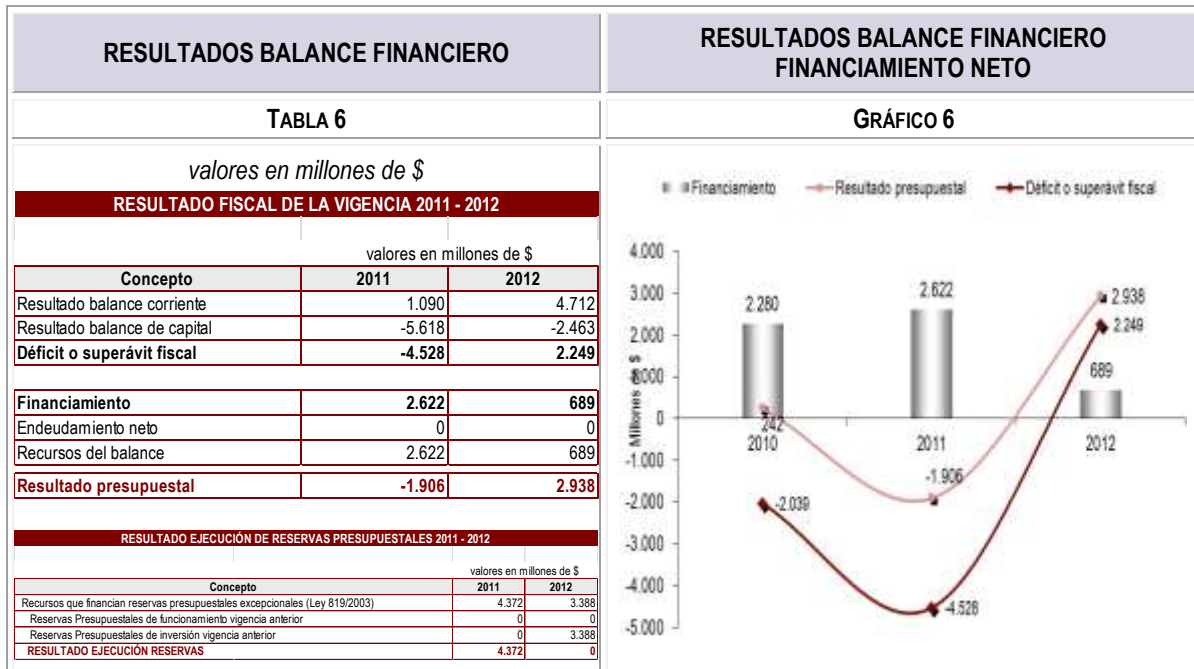 RESULTADOS BALANCE FINANCIERO
TABLA 6
valores en millones de $
RESULTADO FISCAL DE LA VIGENCIA 2011 - 2012
valores en millones de $
Concepto 2011 2012
Resultado balance corriente 1.090 4.712
Resultado balance de capital -5.618 -2.463
Déficit o superávit fiscal -4.528 2.249
Financiamiento 2.622 689
Endeudamiento neto 0 0
Recursos del balance 2.622 689
Resultado presupuestal -1.906 2.938
RESULTADO EJECUCIÓN DE RESERVAS PRESUPUESTALES 2011 - 2012
valores en millones de $
Concepto 2011 2012
Recursos que financian reservas presupuestales excepcionales (Ley 819/2003) 4.372 3.388
Reservas Presupuestales de funcionamiento vigencia anterior 0 0
Reservas Presupuestales de inversión vigencia anterior 0 3.388
RESULTADO EJECUCIÓN RESERVAS 4.372 0
RESULTADOS BALANCE FINANCIERO
FINANCIAMIENTO NETO
GRÁFICO 6
Financiamiento Resultado presupuestal Déficit o superávit fiscal
Millones de $
4.000
3.000
2.000
0
-1.000
-2.000
-3.000
-4.000
-5.000
2.280
2.622
689
2.938
2.249
242
-1.906
-2.039
-4.528
2010 2011 2012